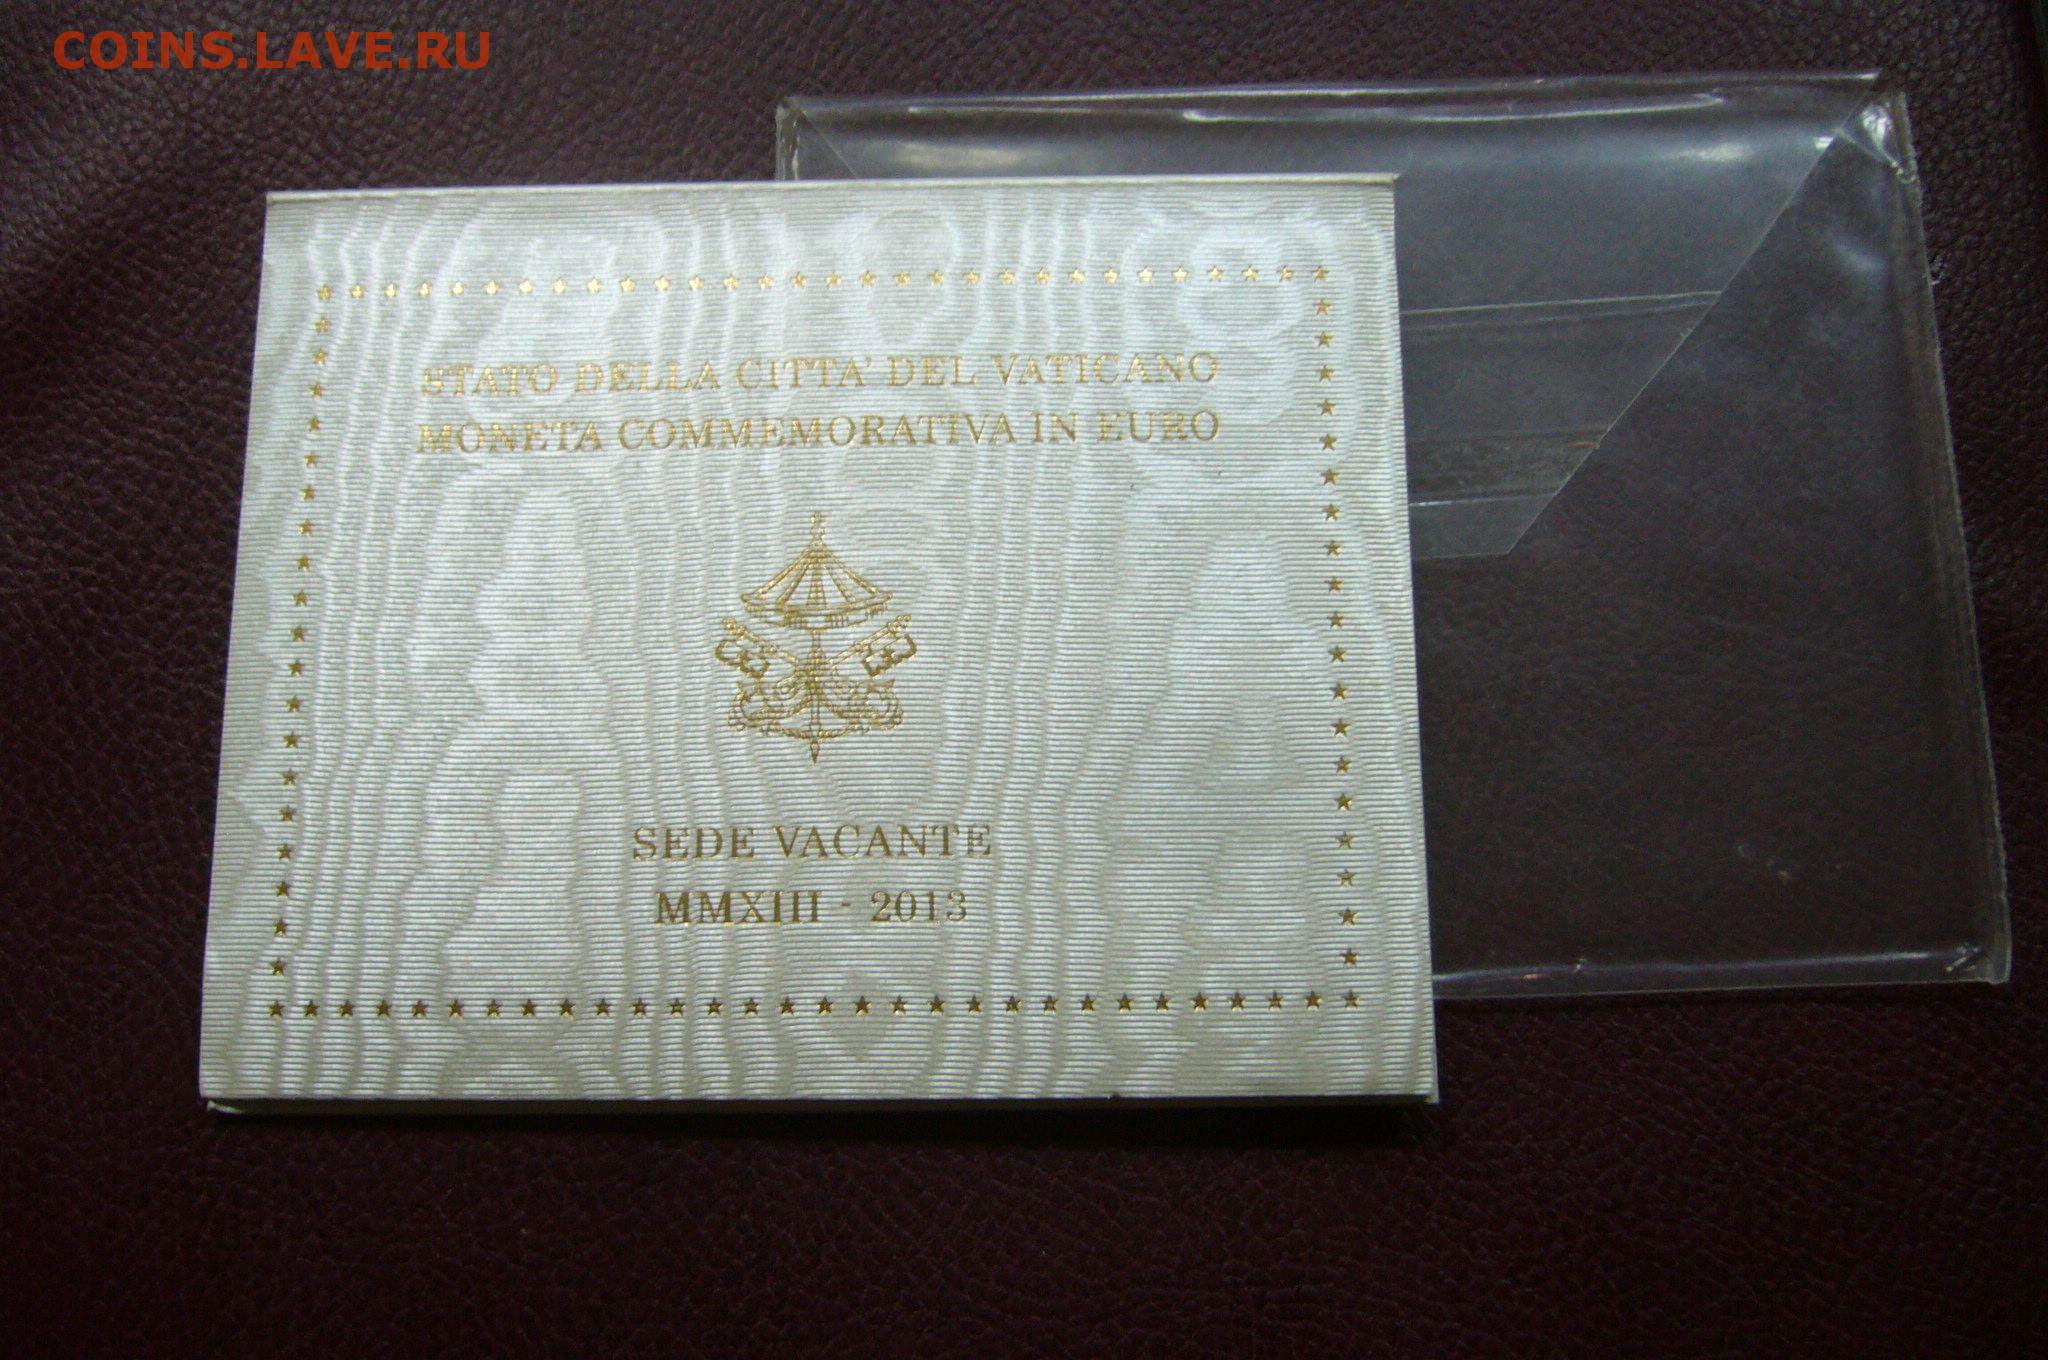 COINS.LAVE.RU
STATO DELLA CITTA' DEL VATICANO
MONETA COMMEMORATIVA IN EURO
SEDE VACANTE
MMXIII - 2013